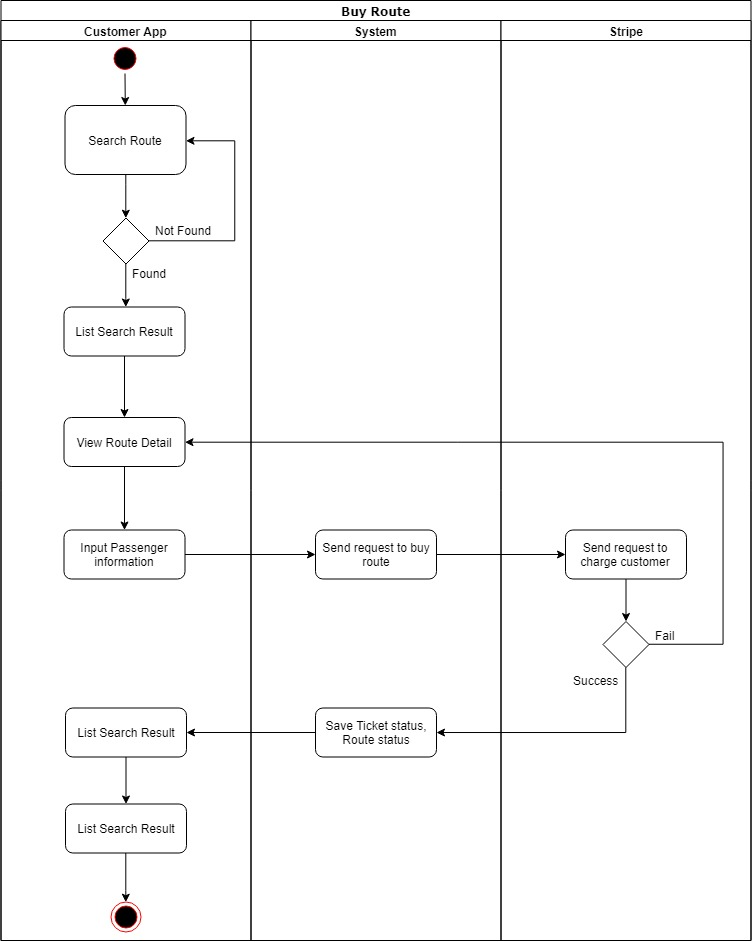 Buy Route
Customer App
System
Stripe
Search Route
Not Found
Found
List Search Result
View Route Detail
Input Passenger
information
Send request to buy
route
Send request to
charge customer
Fail
Success
List Search Result
Save Ticket status,
Route status
List Search Result